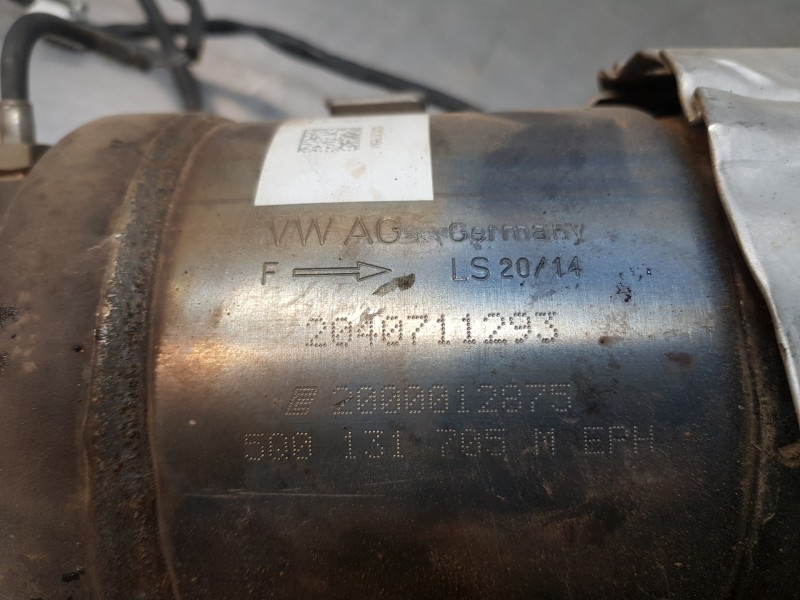 VW AG Germany
F LS 20/14
2040711293
2000012875
5Q0 131 705 M EPH